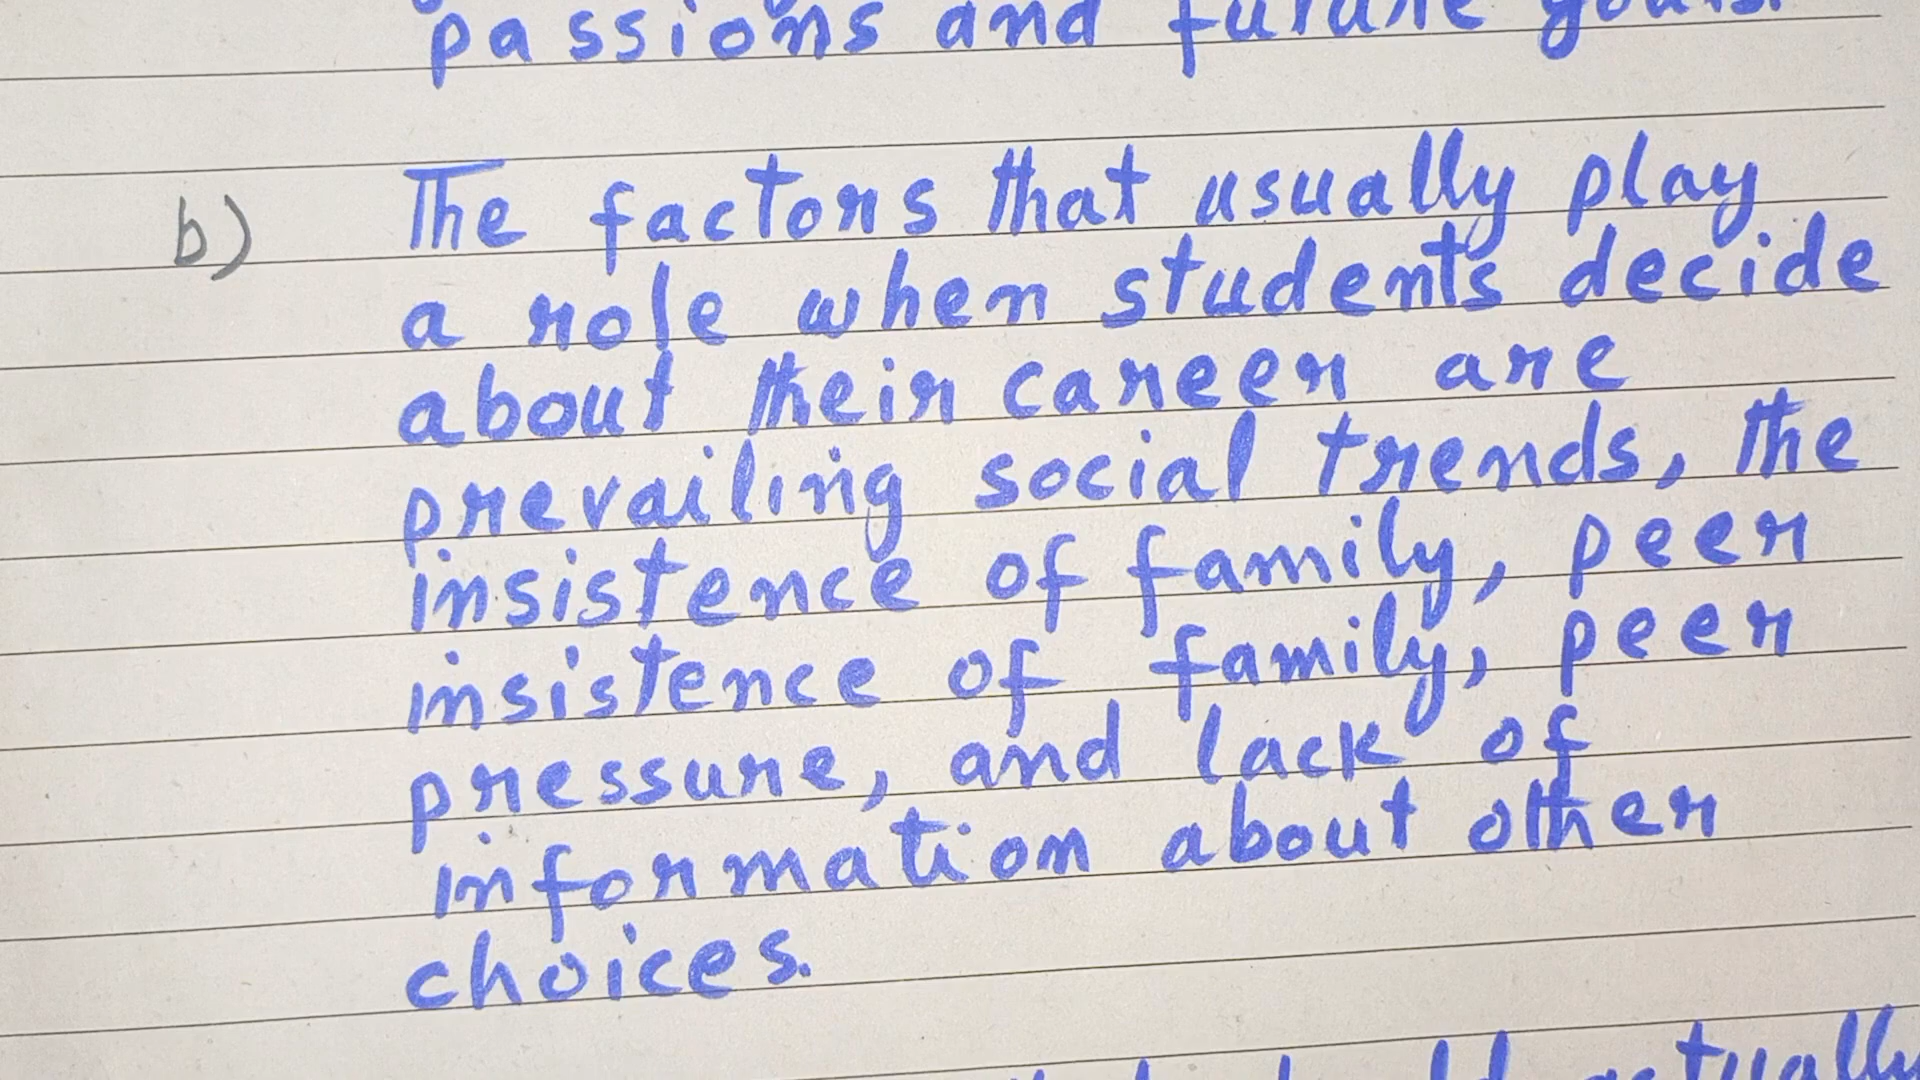 passions and future goals.
b) The factors that usually play
a role when students decide
about their career are
prevailing social trends, the
insistence of family, peer
insistence of family, peer
pressure, and lack of
information about other
choices.
actually